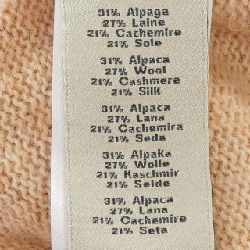 31% Alpaga
27% Laine
21% Cachemire
21% Soie
31% Alpaca
27% Wool
21% Cashmere
21% Silk
31% Alpaca
27% Lana
21% Cachemira
21% Seda
31% Alpaka
27% Wolle
21% Kaschmir
21% Seide
31% Alpaca
27% Lana
21% Cachemire
21% Seta